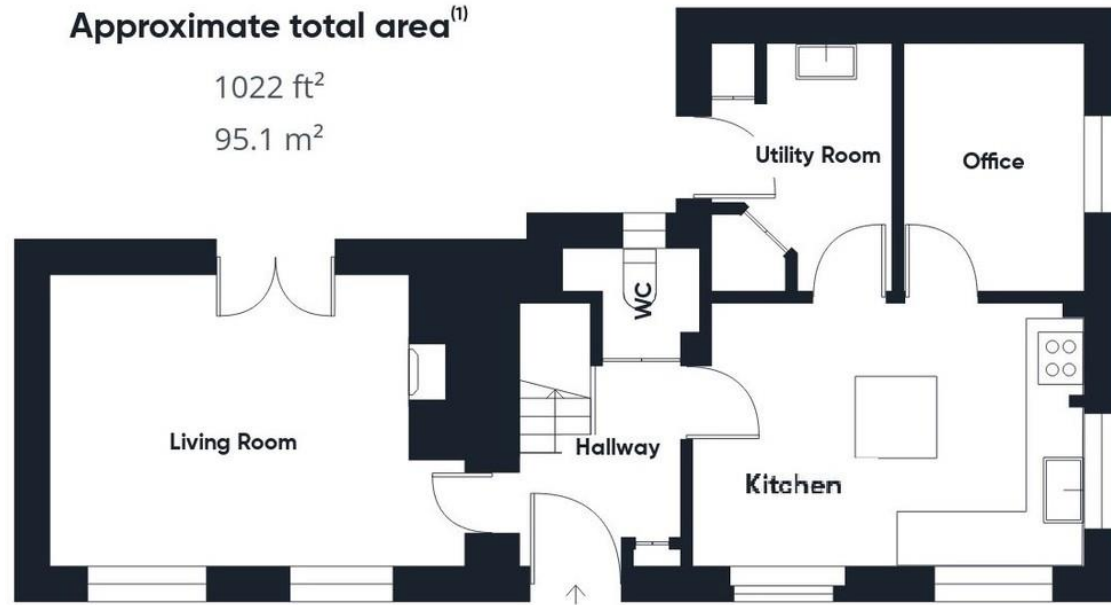 Approximate total area(1)
1022 ft²
95.1 m²
Utility Room
Office
WC
Living Room
Hallway
Kitchen